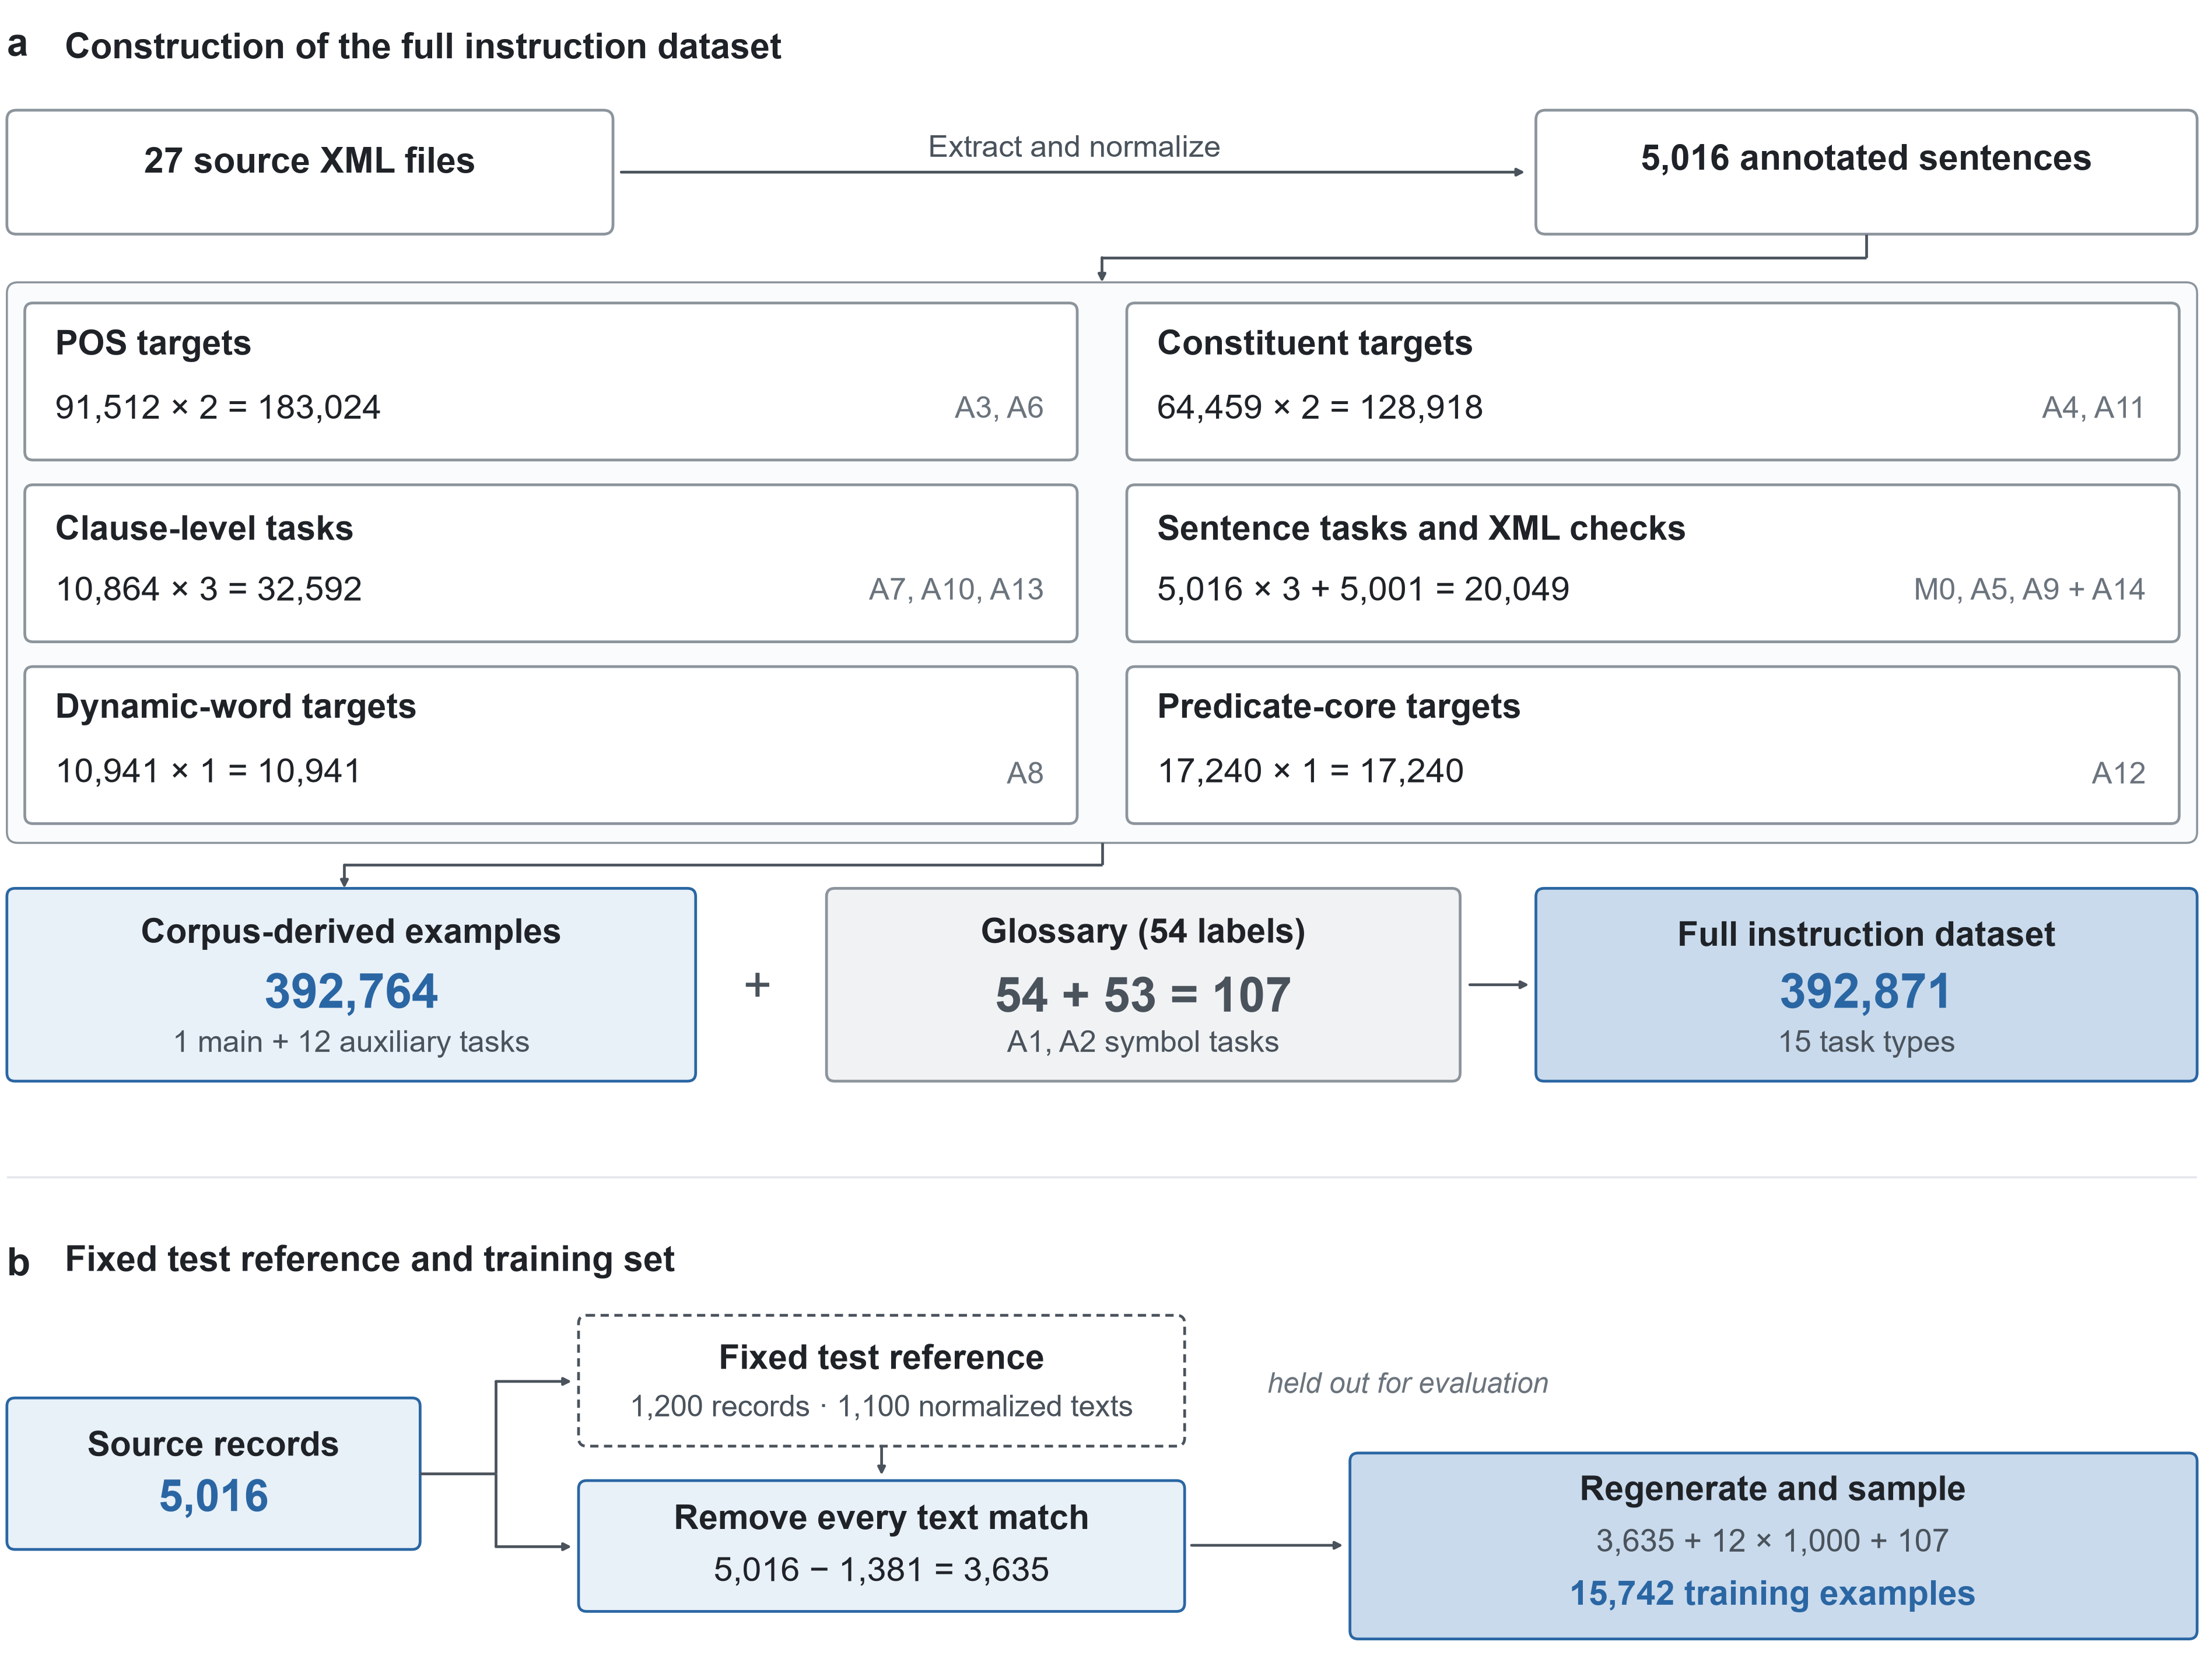 a Construction of the full instruction dataset
27 source XML files
Extract and normalize
5,016 annotated sentences
POS targets
91,512 × 2 = 183,024
A3, A6
Constituent targets
64,459 × 2 = 128,918
A4, A11
Clause-level tasks
10,864 × 3 = 32,592
A7, A10, A13
Sentence tasks and XML checks
5,016 × 3 + 5,001 = 20,049
M0, A5, A9 + A14
Dynamic-word targets
10,941 × 1 = 10,941
A8
Predicate-core targets
17,240 × 1 = 17,240
A12
Corpus-derived examples
392,764
1 main + 12 auxiliary tasks
+
Glossary (54 labels)
54 + 53 = 107
A1, A2 symbol tasks
Full instruction dataset
392,871
15 task types
b Fixed test reference and training set
Source records
5,016
Fixed test reference
1,200 records · 1,100 normalized texts
held out for evaluation
Remove every text match
5,016 − 1,381 = 3,635
Regenerate and sample
3,635 + 12 × 1,000 + 107
15,742 training examples